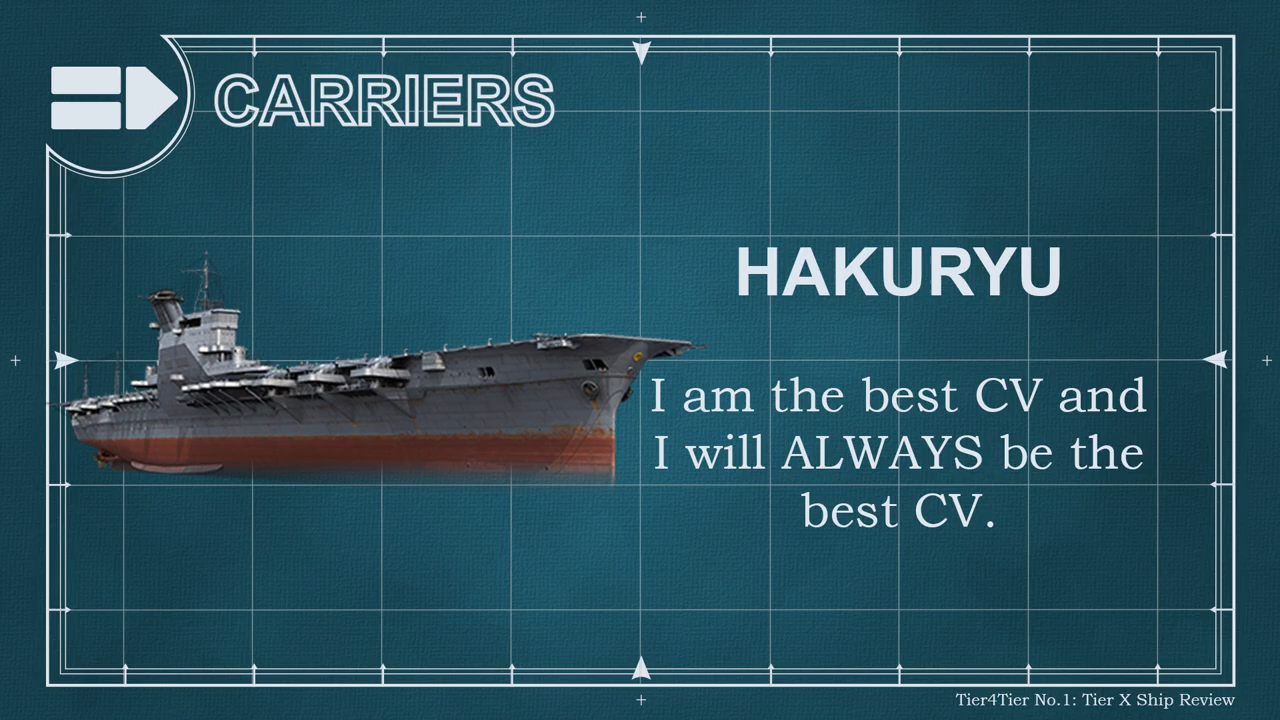 CARRIERS
HAKURYU
I am the best CV and
I will ALWAYS be the
best CV.
Tier4Tier No.1: Tier X Ship Review